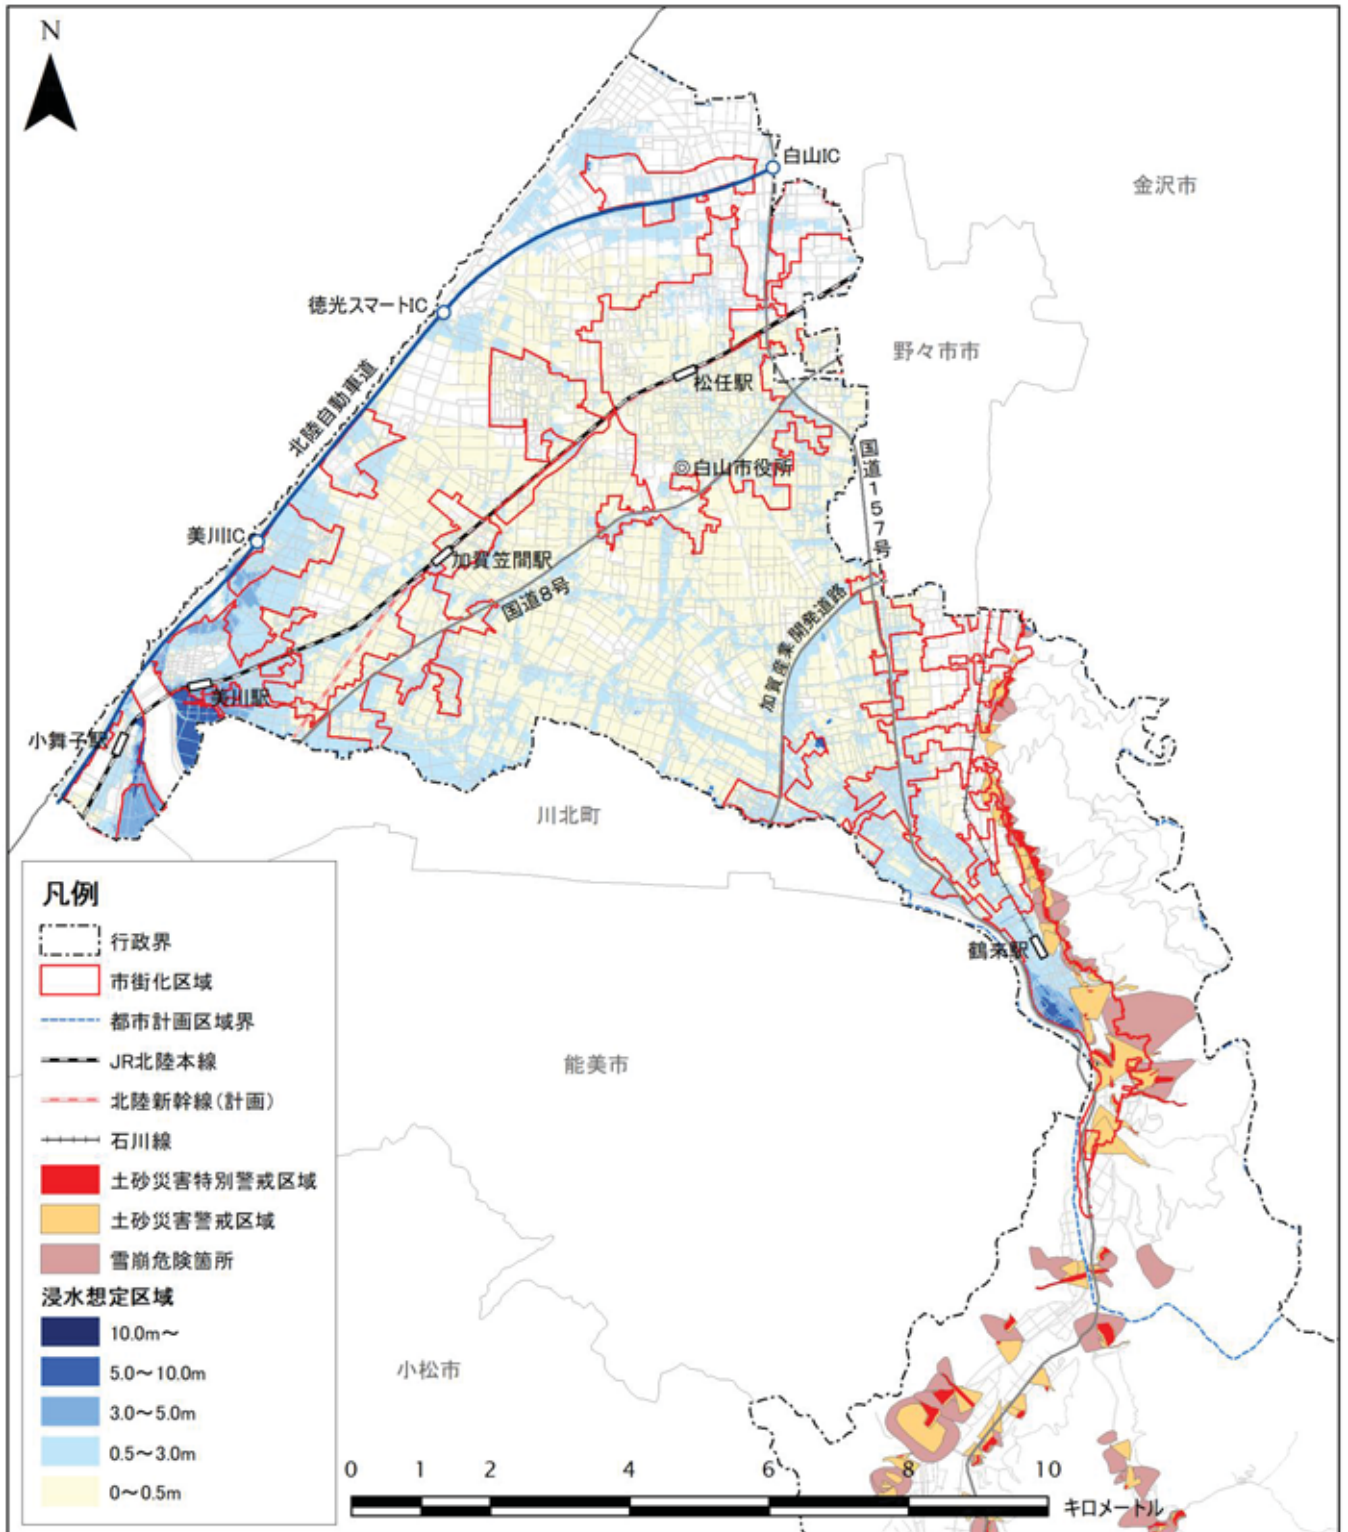 N
白山IC
金沢市
徳光スマートIC
野々市市
松任駅
北陸自動車道
白山市役所
国道157号
美川IC
加賀笠間駅
国道8号
加賀産業開発道路
美川駅
小舞子駅
川北町
鶴来駅
能美市
小松市
凡例
行政界
市街化区域
都市計画区域界
JR北陸本線
北陸新幹線(計画)
石川線
土砂災害特別警戒区域
土砂災害警戒区域
雪崩危険箇所
浸水想定区域
10.0m～
5.0～10.0m
3.0～5.0m
0.5～3.0m
0～0.5m
0 1 2 4 6 8 10
キロメートル